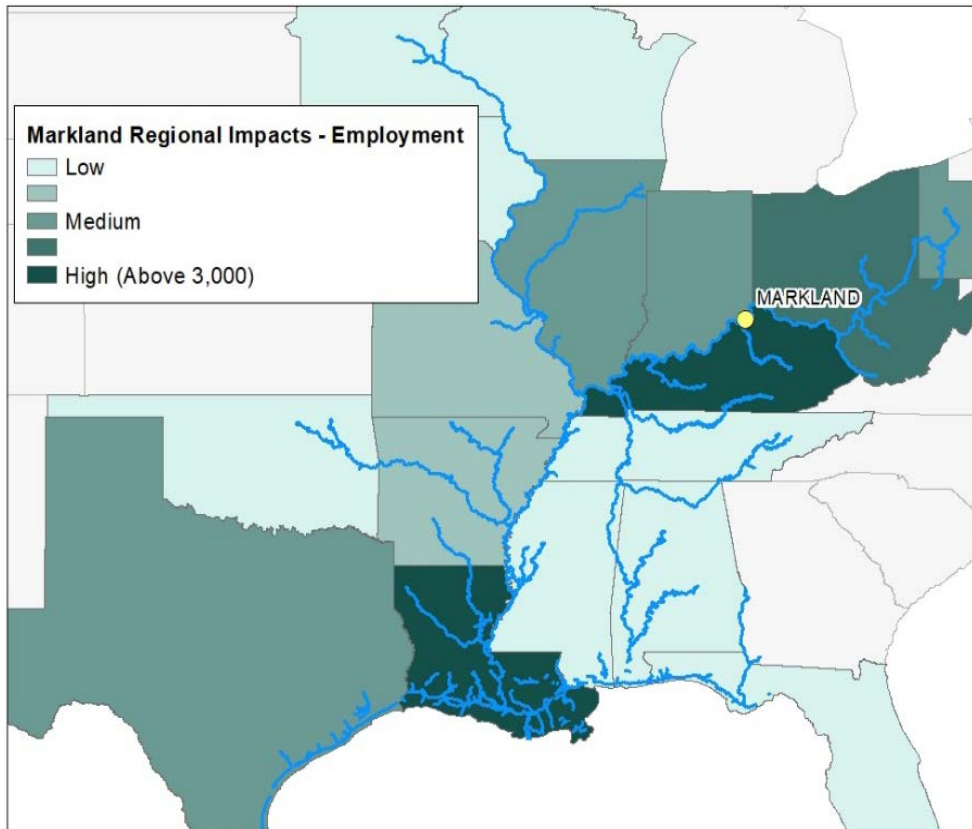 Markland Regional Impacts - Employment
Low
Medium
High (Above 3,000)
MARKLAND